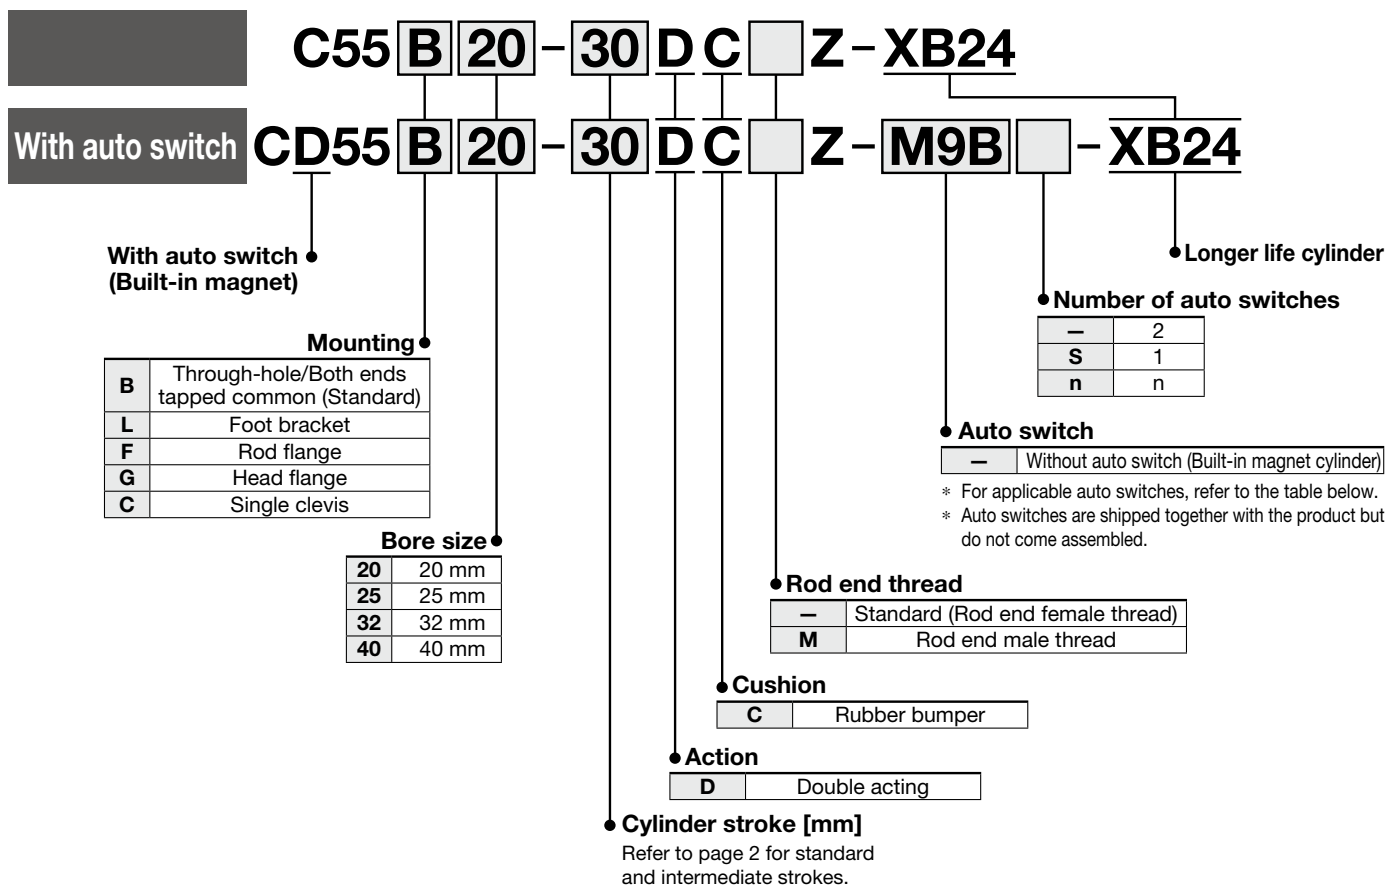 C55 B 20 - 30 D C Z - XB24
With auto switch CD55 B 20 - 30 D C Z - M9B - XB24
With auto switch
(Built-in magnet)
Longer life cylinder
Number of auto switches
— 2
S 1
n n
Mounting
B Through-hole/Both ends
tapped common (Standard)
L Foot bracket
F Rod flange
G Head flange
C Single clevis
Auto switch
— Without auto switch (Built-in magnet cylinder)
* For applicable auto switches, refer to the table below.
* Auto switches are shipped together with the product but
do not come assembled.
Bore size
20 20 mm
25 25 mm
32 32 mm
40 40 mm
Rod end thread
— Standard (Rod end female thread)
M Rod end male thread
Cushion
C Rubber bumper
Action
D Double acting
Cylinder stroke [mm]
Refer to page 2 for standard
and intermediate strokes.